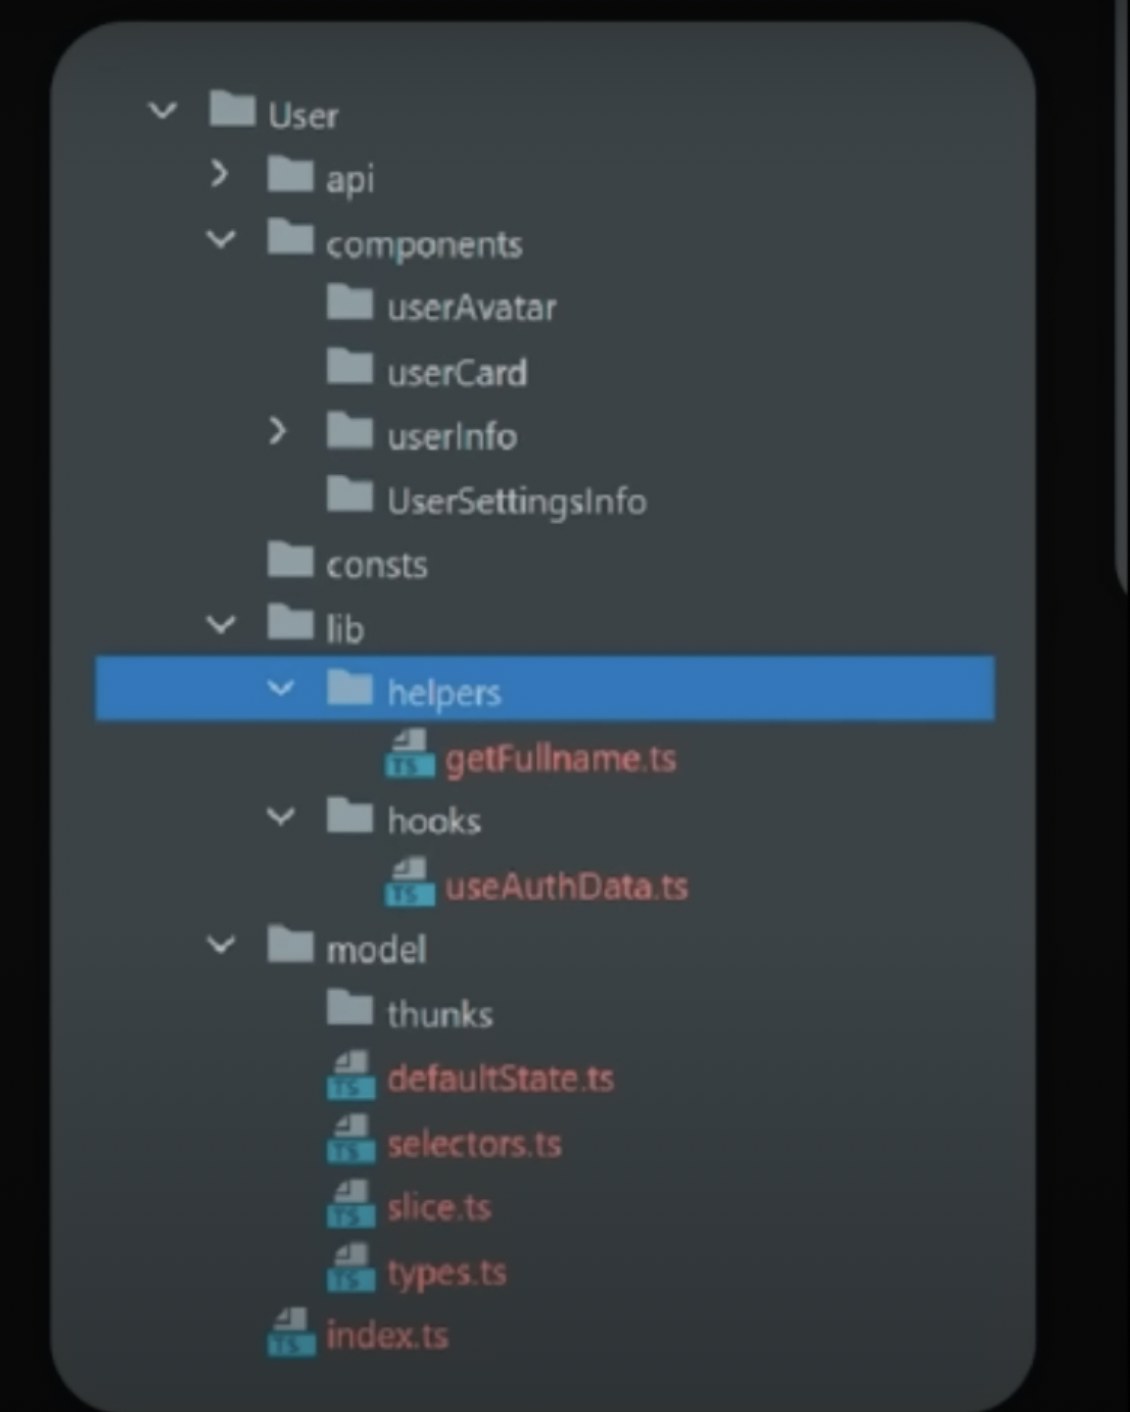 User
api
components
userAvatar
userCard
userInfo
UserSettingsInfo
consts
lib
helpers
TS getFullname.ts
hooks
TS useAuthData.ts
model
thunks
TS defaultState.ts
TS selectors.ts
TS slice.ts
TS types.ts
TS index.ts